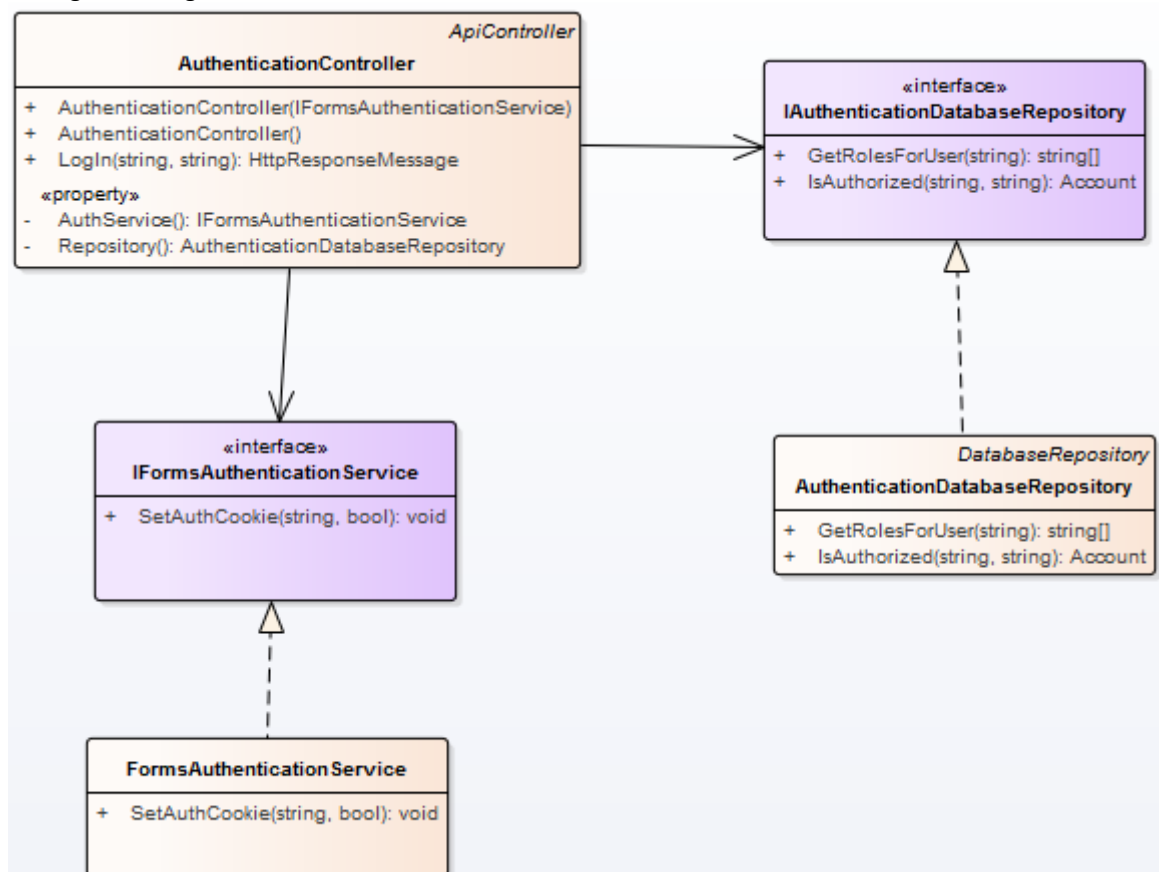 ApiController
AuthenticationController
+ AuthenticationController(IFormsAuthenticationService)
+ AuthenticationController()
+ LogIn(string, string): HttpResponseMessage
«property»
- AuthService(): IFormsAuthenticationService
- Repository(): AuthenticationDatabaseRepository
«interface»
IAuthenticationDatabaseRepository
+ GetRolesForUser(string): string[]
+ IsAuthorized(string, string): Account
«interface»
IFormsAuthenticationService
+ SetAuthCookie(string, bool): void
DatabaseRepository
AuthenticationDatabaseRepository
+ GetRolesForUser(string): string[]
+ IsAuthorized(string, string): Account
FormsAuthenticationService
+ SetAuthCookie(string, bool): void